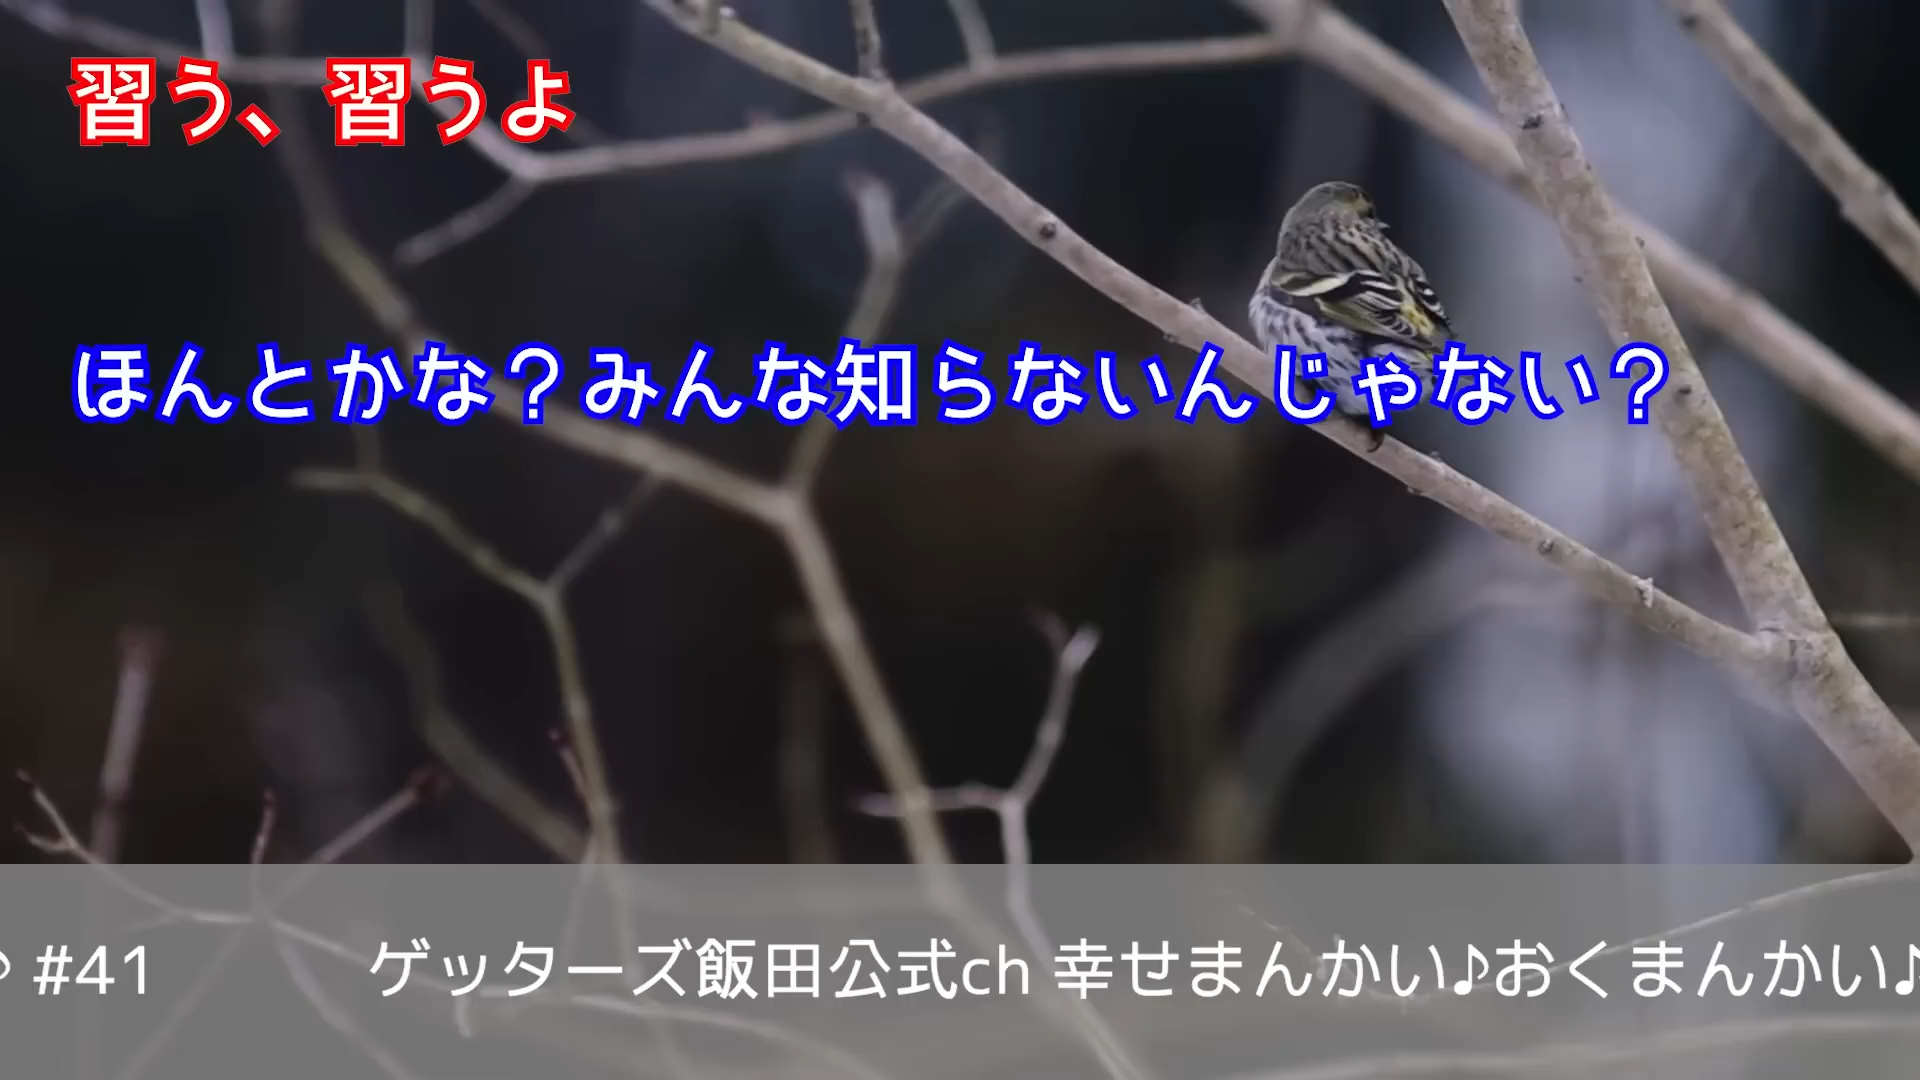 習う、習うよ
ほんとかな？みんな知らないんじゃない？
#41 ゲッターズ飯田公式ch 幸せまんかい♪おくまんかい♪